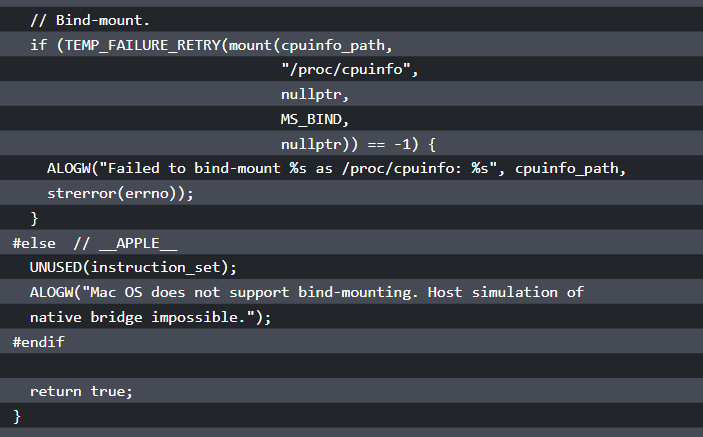 // Bind-mount.
if (TEMP_FAILURE_RETRY(mount(cpuinfo_path,
"/proc/cpuinfo",
nullptr,
MS_BIND,
nullptr)) == -1) {
ALOGW("Failed to bind-mount %s as /proc/cpuinfo: %s", cpuinfo_path,
strerror(errno));
}
#else  // __APPLE__
UNUSED(instruction_set);
ALOGW("Mac OS does not support bind-mounting. Host simulation of
native bridge impossible.");
#endif
return true;
}